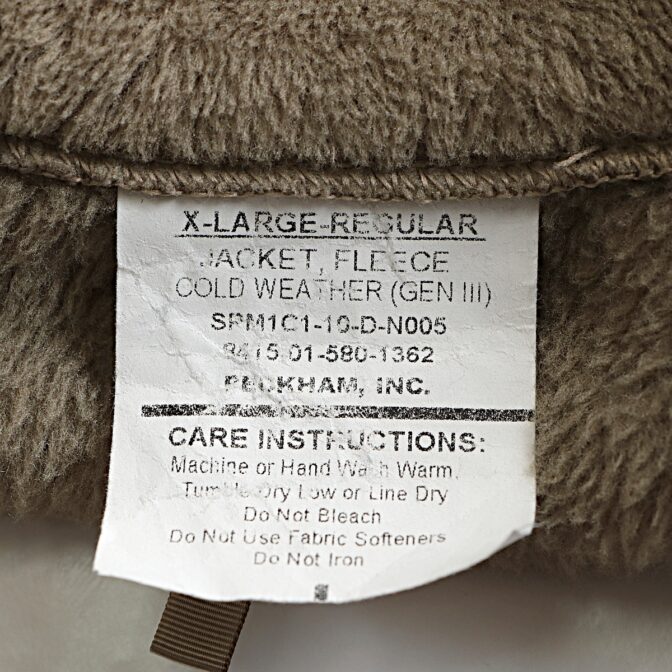 X-LARGE-REGULAR
JACKET, FLEECE
COLD WEATHER (GEN III)
SPM1C1-10-D-N005
8415-01-580-1362
PECKHAM, INC.
CARE INSTRUCTIONS:
Machine or Hand Wash Warm,
Tumble Dry Low or Line Dry
Do Not Bleach
Do Not Use Fabric Softeners
Do Not Iron